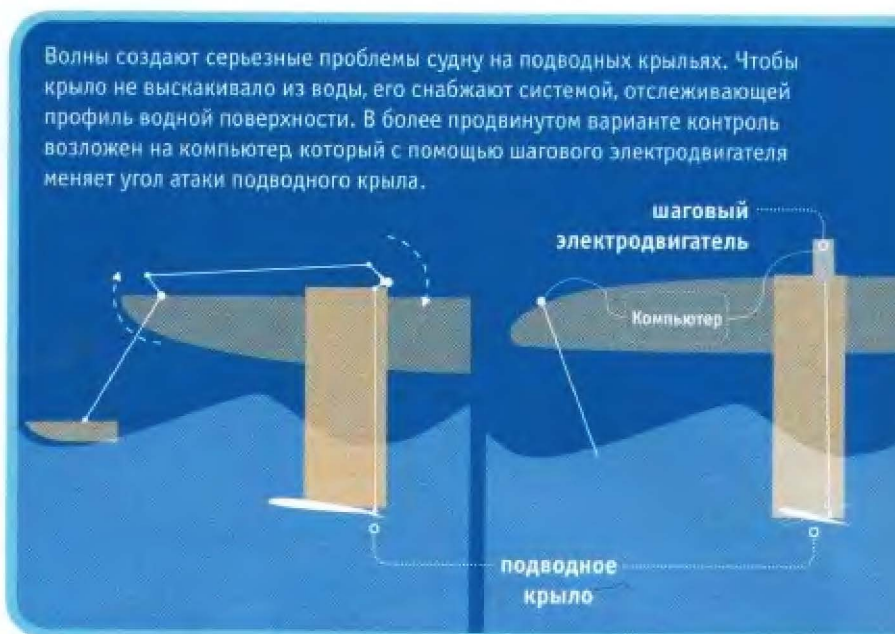 Волны создают серьезные проблемы судну на подводных крыльях. Чтобы
крыло не выскакивало из воды, его снабжают системой, отслеживающей
профиль водной поверхности. В более продвинутом варианте контроль
возложен на компьютер, который с помощью шагового электродвигателя
меняет угол атаки подводного крыла.
шаговый
электродвигатель
Компьютер
подводное
крыло